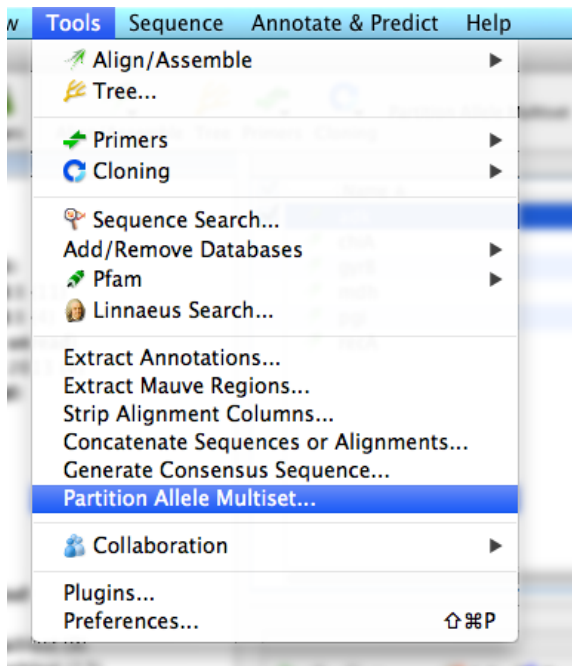 w Tools Sequence Annotate & Predict Help
Align/Assemble
Tree...
Primers
Cloning
Sequence Search...
Add/Remove Databases
Pfam
Linnaeus Search...
Extract Annotations...
Extract Mauve Regions...
Strip Alignment Columns...
Concatenate Sequences or Alignments...
Generate Consensus Sequence...
Partition Allele Multiset...
Collaboration
Plugins...
Preferences... ⇧⌘P